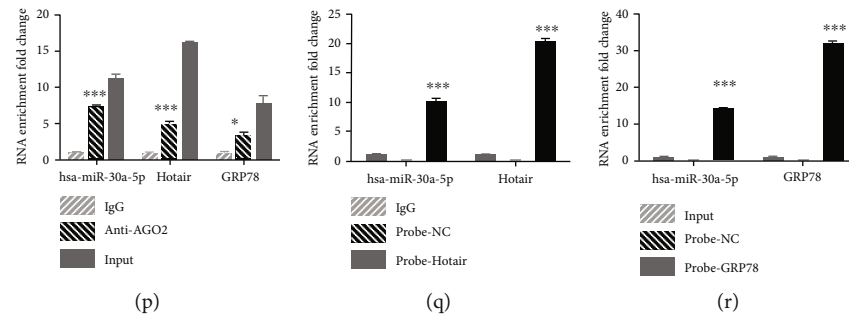 RNA enrichment fold change
20
15
10
5
0
***
***
*
hsa-miR-30a-5p
Hotair
GRP78
IgG
Anti-AGO2
Input
(p)
RNA enrichment fold change
25
20
15
10
5
0
***
***
hsa-miR-30a-5p
Hotair
IgG
Probe-NC
Probe-Hotair
(q)
RNA enrichment fold change
40
30
20
10
0
***
***
hsa-miR-30a-5p
GRP78
Input
Probe-NC
Probe-GRP78
(r)